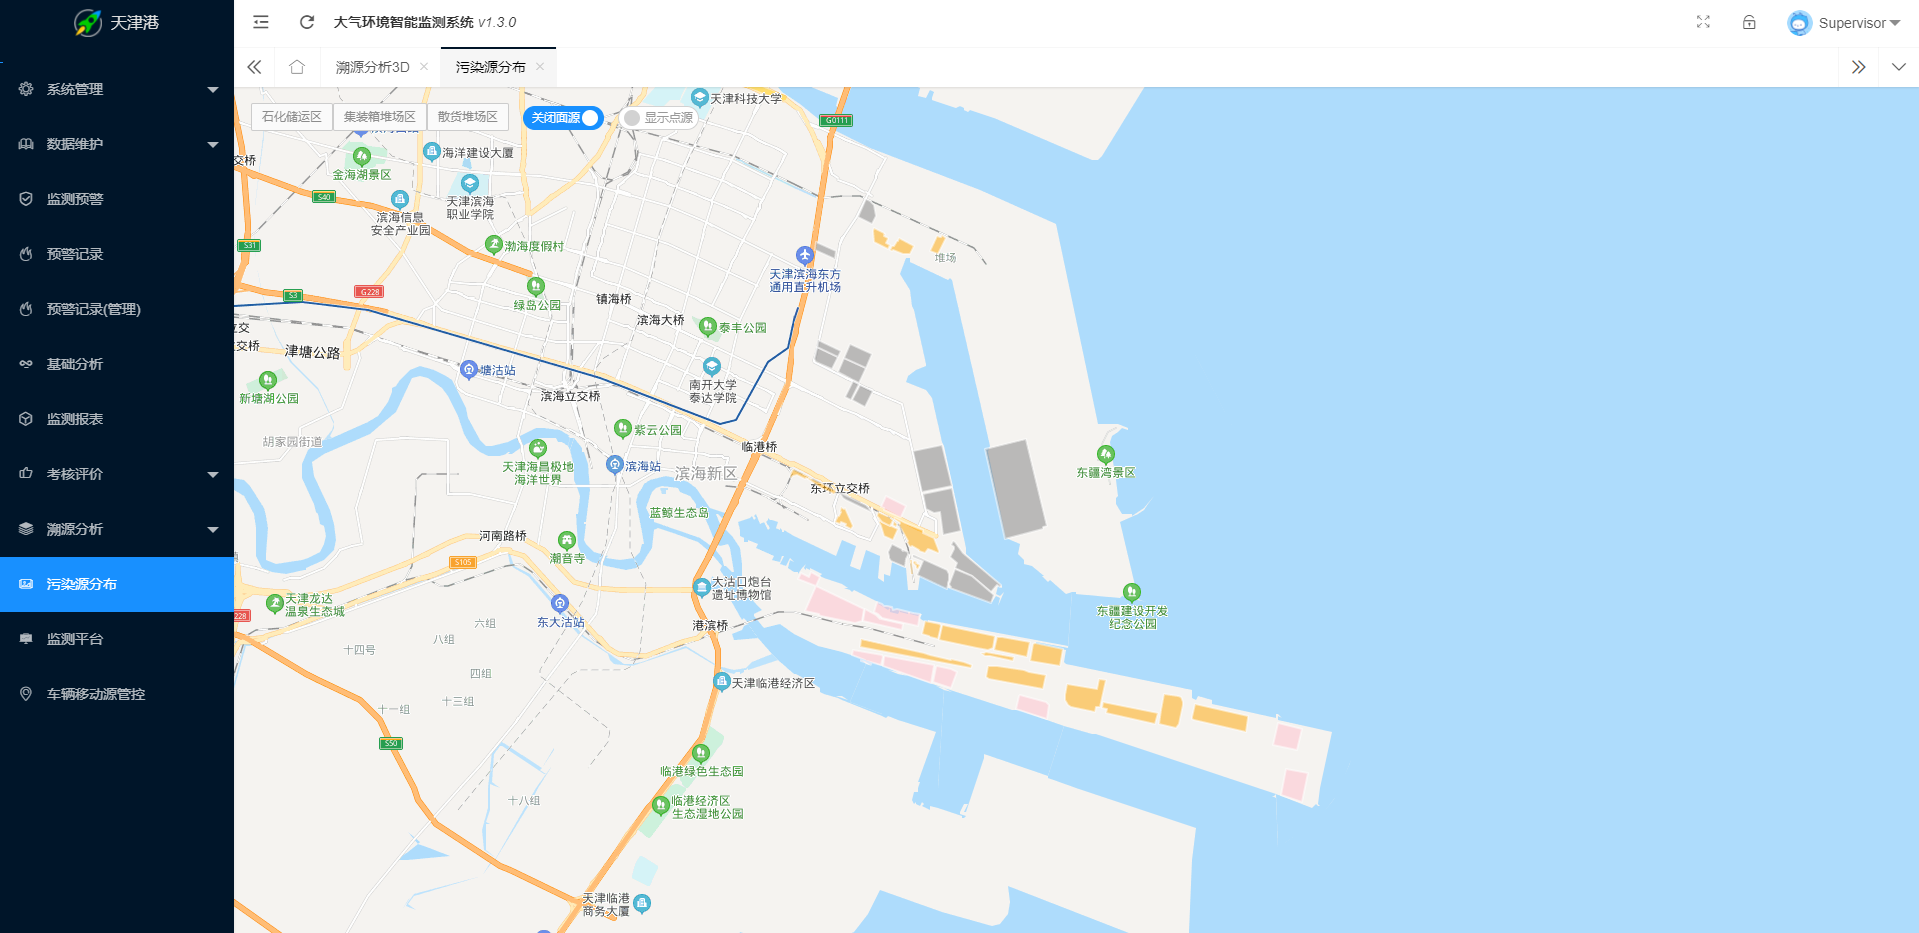 天津港
大气环境智能监测系统 v1.3.0
Supervisor
系统管理
数据维护
监测预警
预警记录
预警记录(管理)
基础分析
监测报表
考核评价
溯源分析
污染源分布
监测平台
车辆移动源管控
溯源分析3D
污染源分布
石化储运区
集装箱堆场区
散货堆场区
关闭面源
显示点源
天津科技大学
G0111
海洋建设大厦
交桥
金海湖景区
S40
天津滨海
职业学院
滨海信息
安全产业园
S31
渤海度假村
堆场
天津滨海东方
通用直升机场
S3
G228
绿岛公园
镇海桥
滨海大桥
泰丰公园
立交
立交桥
津塘公路
塘沽站
南开大学
泰达学院
新塘湖公园
滨海立交桥
紫云公园
胡家园街道
临港桥
天津海昌极地
海洋世界
滨海站
滨海新区
东疆湾景区
东环立交桥
蓝鲸生态岛
河南路桥
潮音寺
S105
大沽口炮台
遗址博物馆
天津龙达
温泉生态城
228
东大沽站
港滨桥
东疆建设开发
纪念公园
六组
八组
十四号
四组
天津临港经济区
十三组
十一组
S50
临港绿色生态园
十八组
临港经济区
生态湿地公园
天津临港
商务大厦